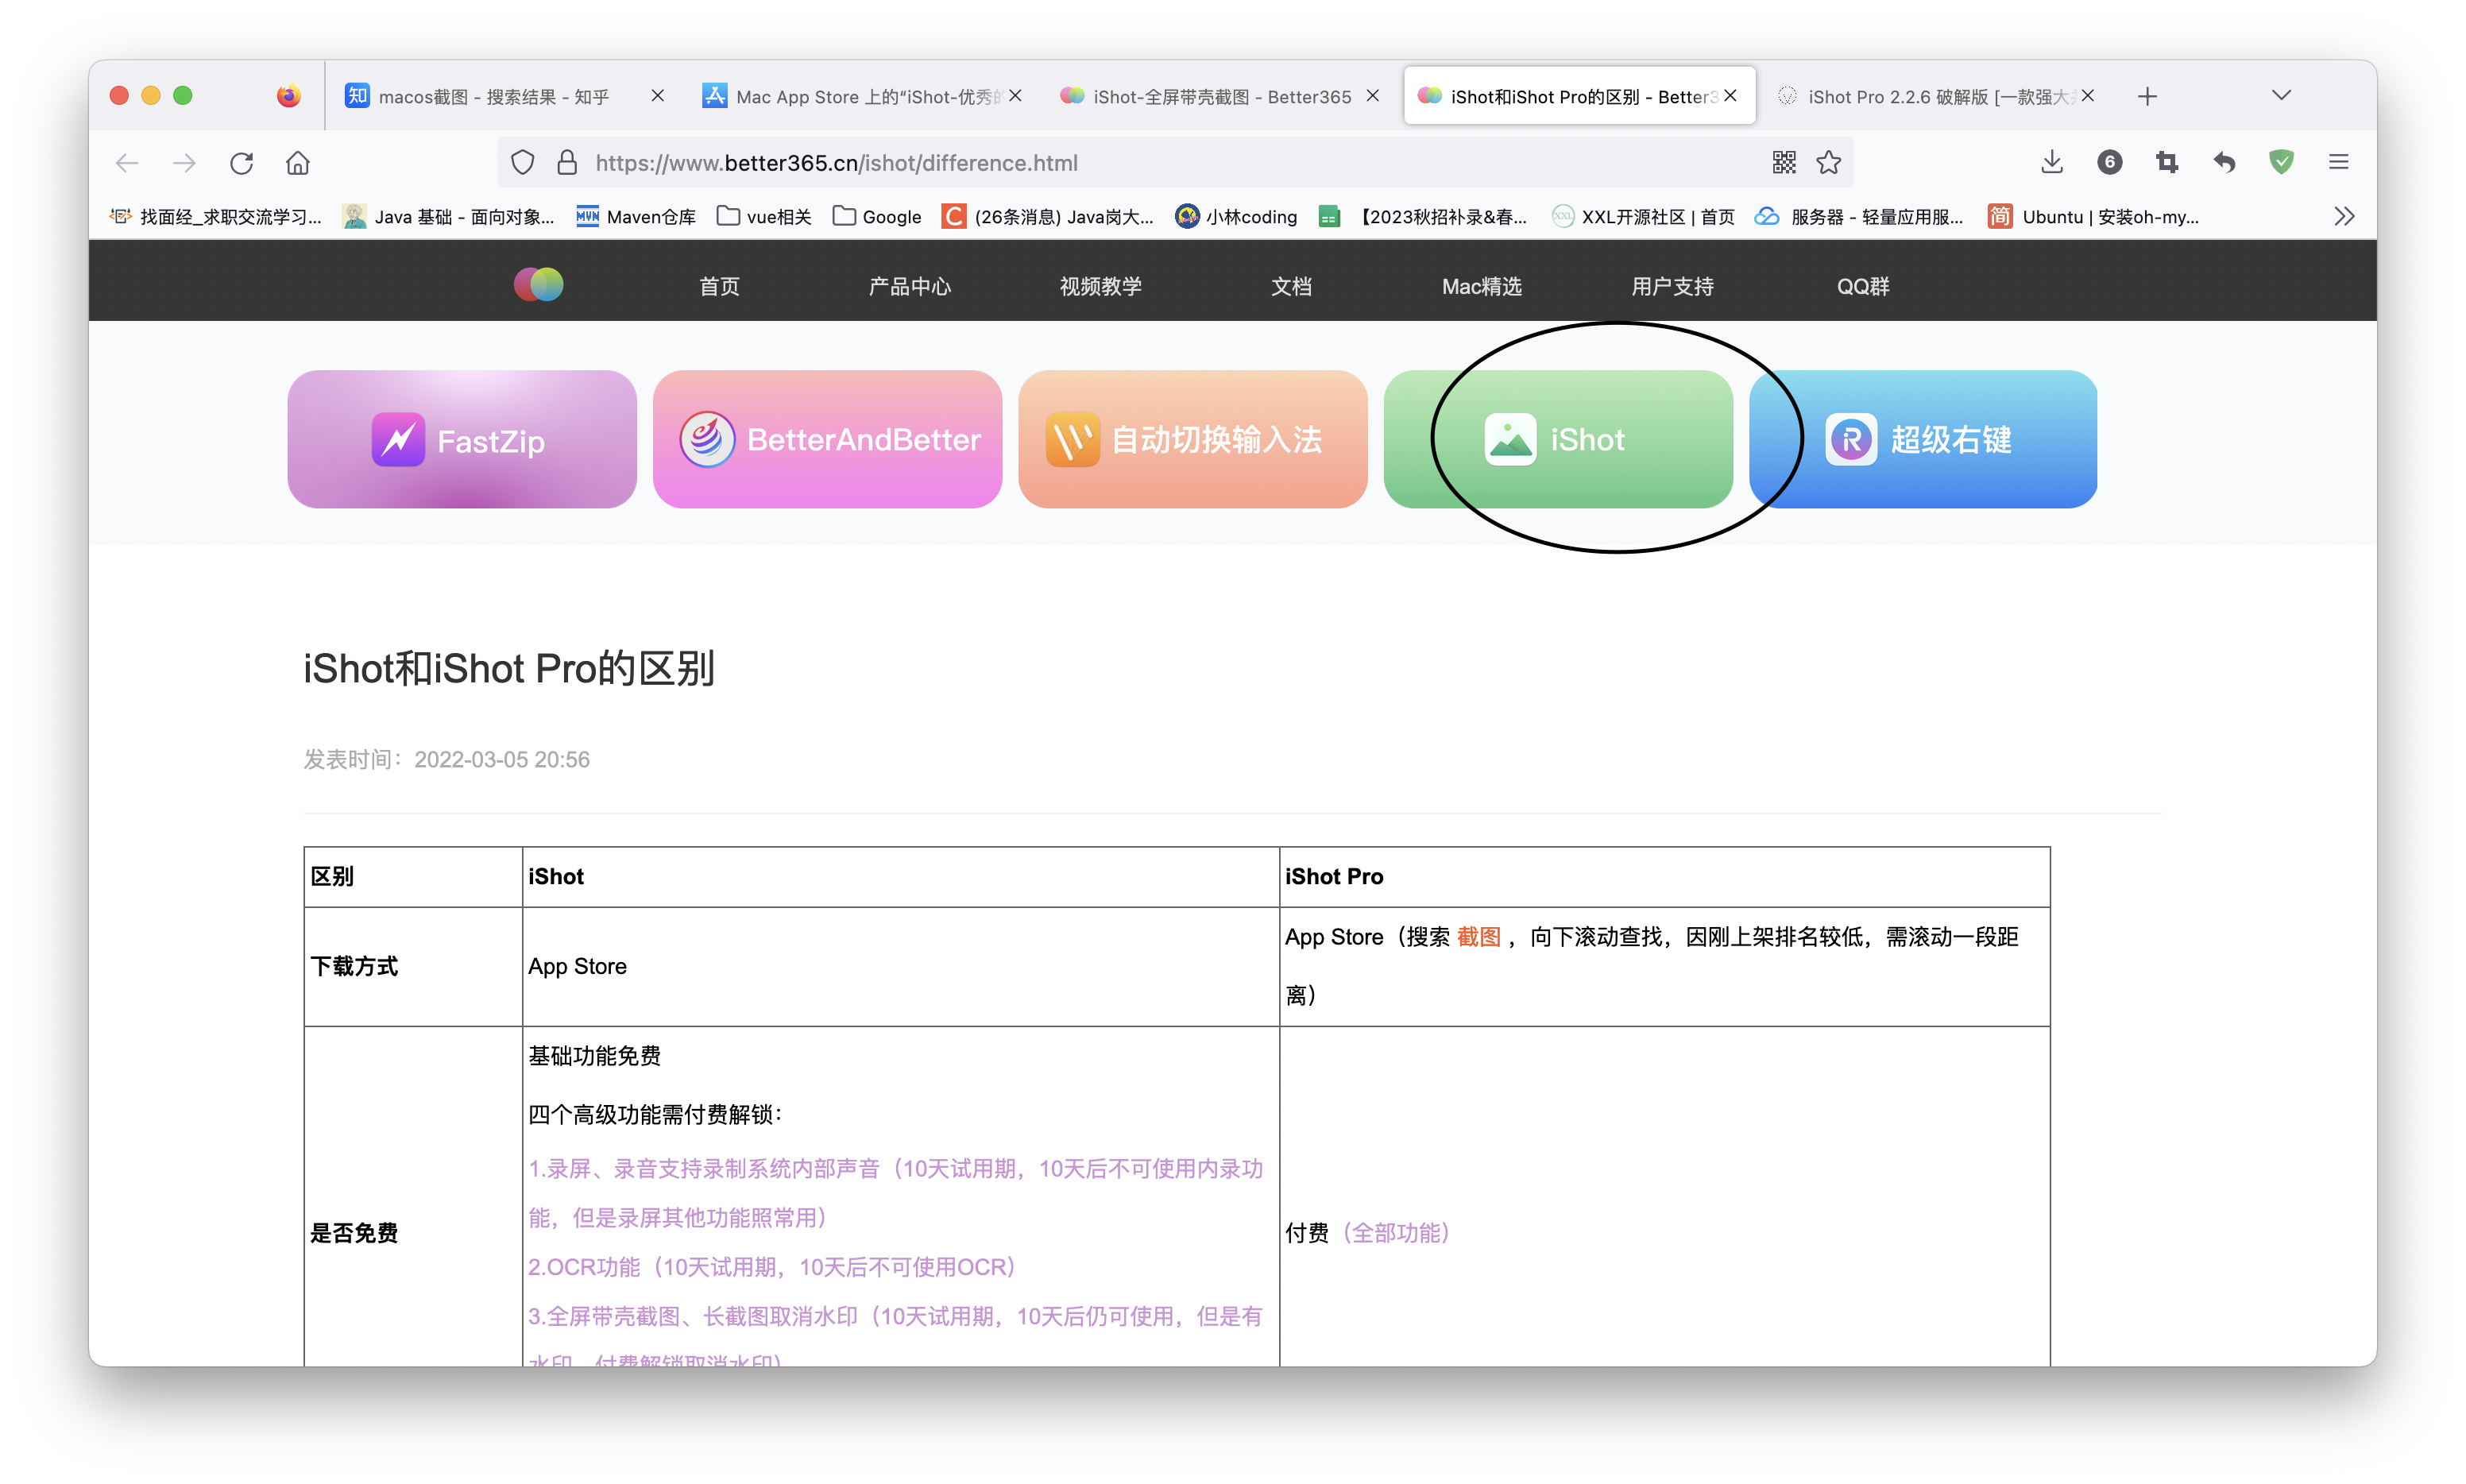 macos截图 - 搜索结果 - 知乎
Mac App Store 上的“iShot-优秀的
iShot-全屏带壳截图 - Better365
iShot和iShot Pro的区别 - Better3
iShot Pro 2.2.6 破解版 [一款强大
https://www.better365.cn/ishot/difference.html
6
找面经_求职交流学习...
Java 基础 - 面向对象...
MVN Maven仓库
vue相关
Google
C (26条消息) Java岗大...
小林coding
【2023秋招补录&春...
XXL XXL开源社区 | 首页
服务器 - 轻量应用服...
简 Ubuntu | 安装oh-my...
首页
产品中心
视频教学
文档
Mac精选
用户支持
QQ群
FastZip
BetterAndBetter
自动切换输入法
iShot
超级右键
iShot和iShot Pro的区别
发表时间：2022-03-05 20:56
区别
iShot
iShot Pro
下载方式
App Store
App Store（搜索 截图 ，向下滚动查找，因刚上架排名较低，需滚动一段距
离）
是否免费
基础功能免费
四个高级功能需付费解锁：
1.录屏、录音支持录制系统内部声音（10天试用期，10天后不可使用内录功
能，但是录屏其他功能照常用）
2.OCR功能（10天试用期，10天后不可使用OCR）
3.全屏带壳截图、长截图取消水印（10天试用期，10天后仍可使用，但是有
水印，付费解锁取消水印）
付费（全部功能）